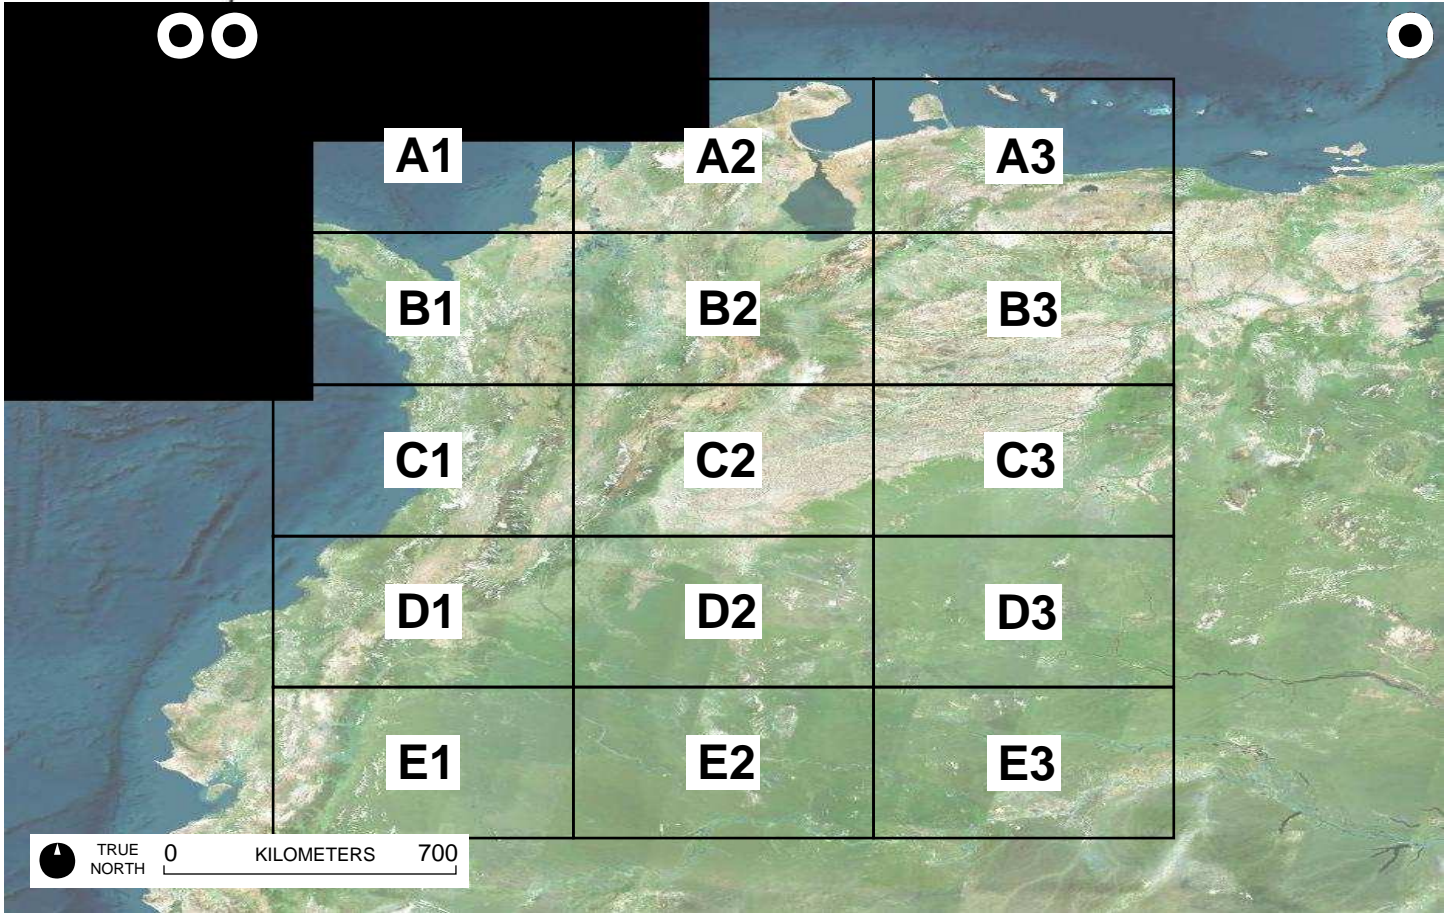 A1 A2 A3
B1 B2 B3
C1 C2 C3
D1 D2 D3
E1 E2 E3
TRUE NORTH 0 KILOMETERS 700